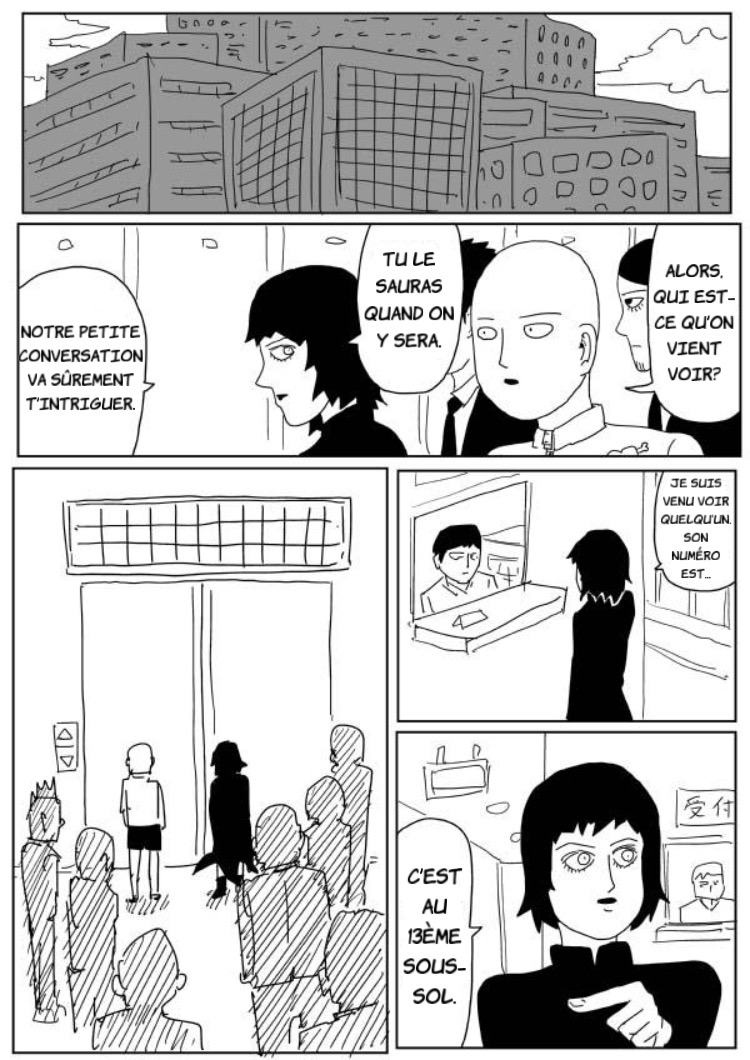 ALORS,
QUI EST-
CE QU'ON
VIENT
VOIR?
TU LE
SAURAS
QUAND ON
Y SERA.
NOTRE PETITE
CONVERSATION
VA SÛREMENT
T'INTRIGUER.
JE SUIS
VENU VOIR
QUELQU'UN.
SON
NUMÉRO
EST...
受付
C'EST
AU
13ÈME
SOUS-
SOL.